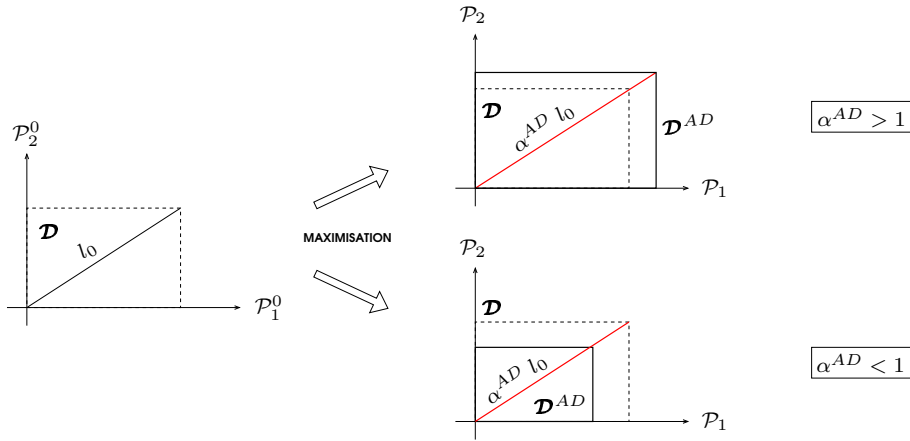 𝒫₂⁰
𝓓
l₀
𝒫₁⁰
MAXIMISATION
𝒫₂
𝓓
α^{AD} l₀
𝓓^{AD}
𝒫₁
α^{AD} > 1
𝒫₂
𝓓
α^{AD} l₀
𝓓^{AD}
𝒫₁
α^{AD} < 1